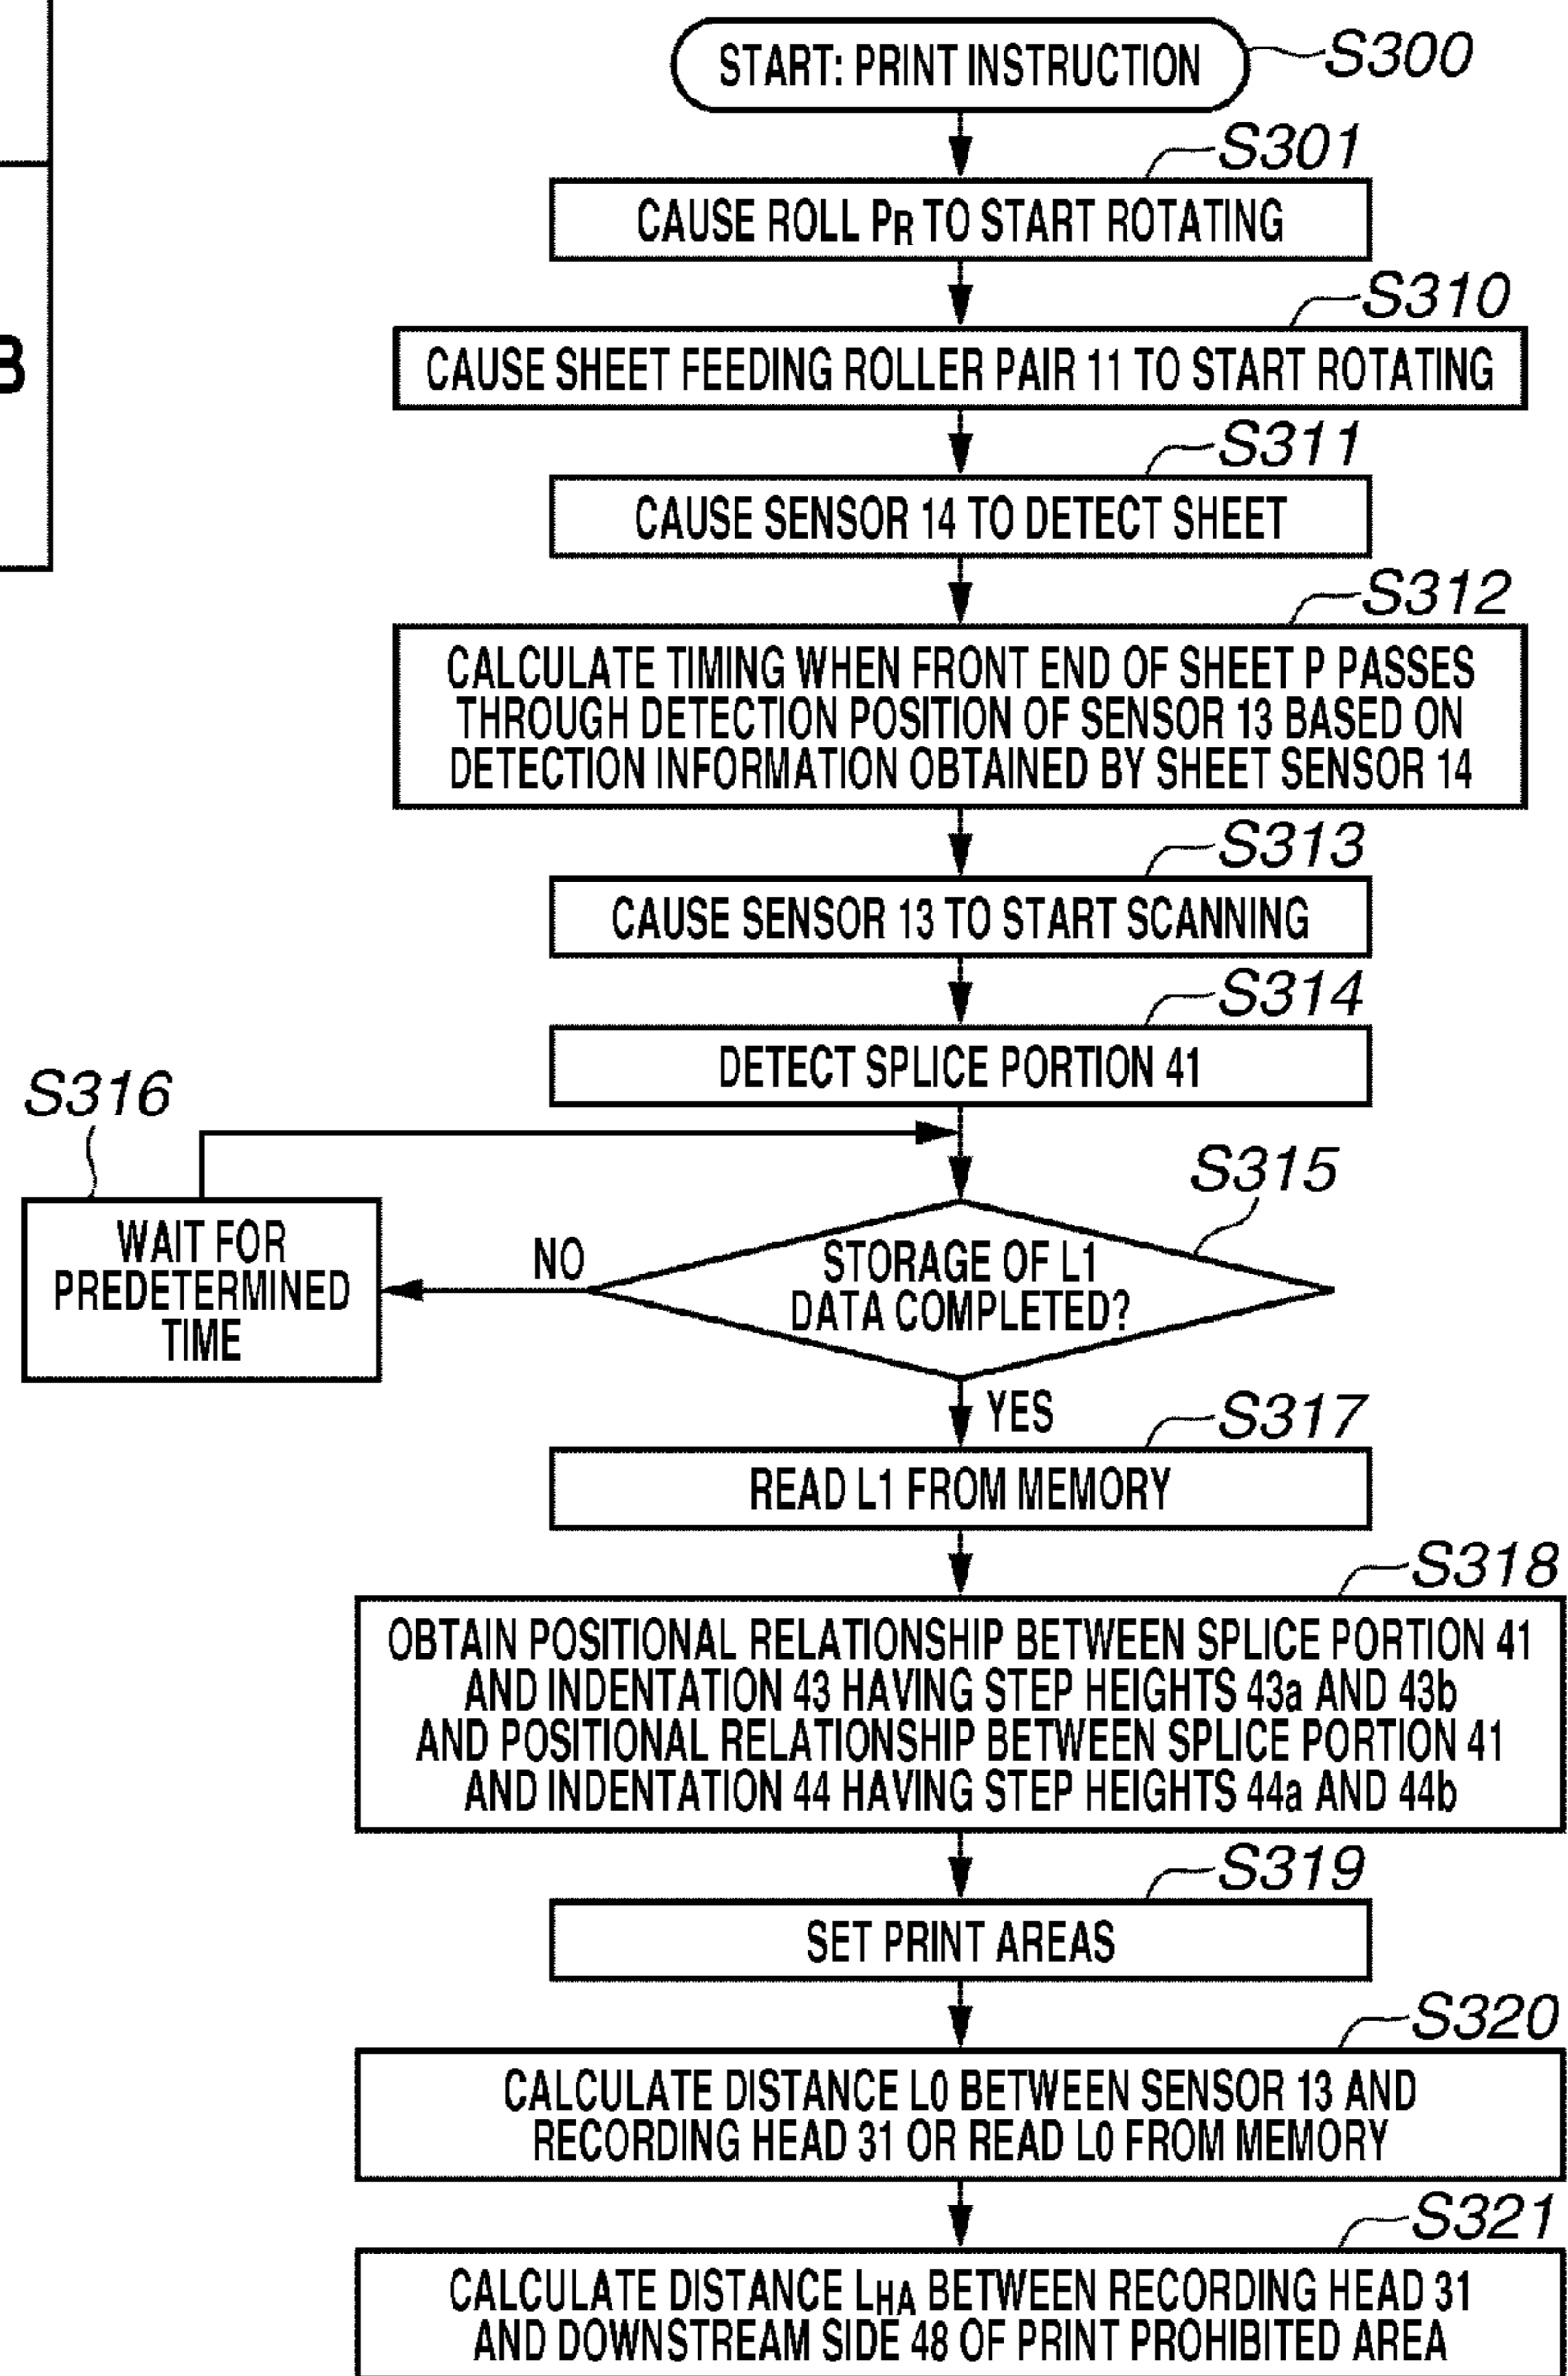 START: PRINT INSTRUCTION
S300
S301
CAUSE ROLL PR TO START ROTATING
S310
B
CAUSE SHEET FEEDING ROLLER PAIR 11 TO START ROTATING
S311
CAUSE SENSOR 14 TO DETECT SHEET
S312
CALCULATE TIMING WHEN FRONT END OF SHEET P PASSES
THROUGH DETECTION POSITION OF SENSOR 13 BASED ON
DETECTION INFORMATION OBTAINED BY SHEET SENSOR 14
S313
CAUSE SENSOR 13 TO START SCANNING
S314
DETECT SPLICE PORTION 41
S316
S315
WAIT FOR
PREDETERMINED
TIME
NO
STORAGE OF L1
DATA COMPLETED?
YES
S317
READ L1 FROM MEMORY
S318
OBTAIN POSITIONAL RELATIONSHIP BETWEEN SPLICE PORTION 41
AND INDENTATION 43 HAVING STEP HEIGHTS 43a AND 43b
AND POSITIONAL RELATIONSHIP BETWEEN SPLICE PORTION 41
AND INDENTATION 44 HAVING STEP HEIGHTS 44a AND 44b
S319
SET PRINT AREAS
S320
CALCULATE DISTANCE L0 BETWEEN SENSOR 13 AND
RECORDING HEAD 31 OR READ L0 FROM MEMORY
S321
CALCULATE DISTANCE LHA BETWEEN RECORDING HEAD 31
AND DOWNSTREAM SIDE 48 OF PRINT PROHIBITED AREA